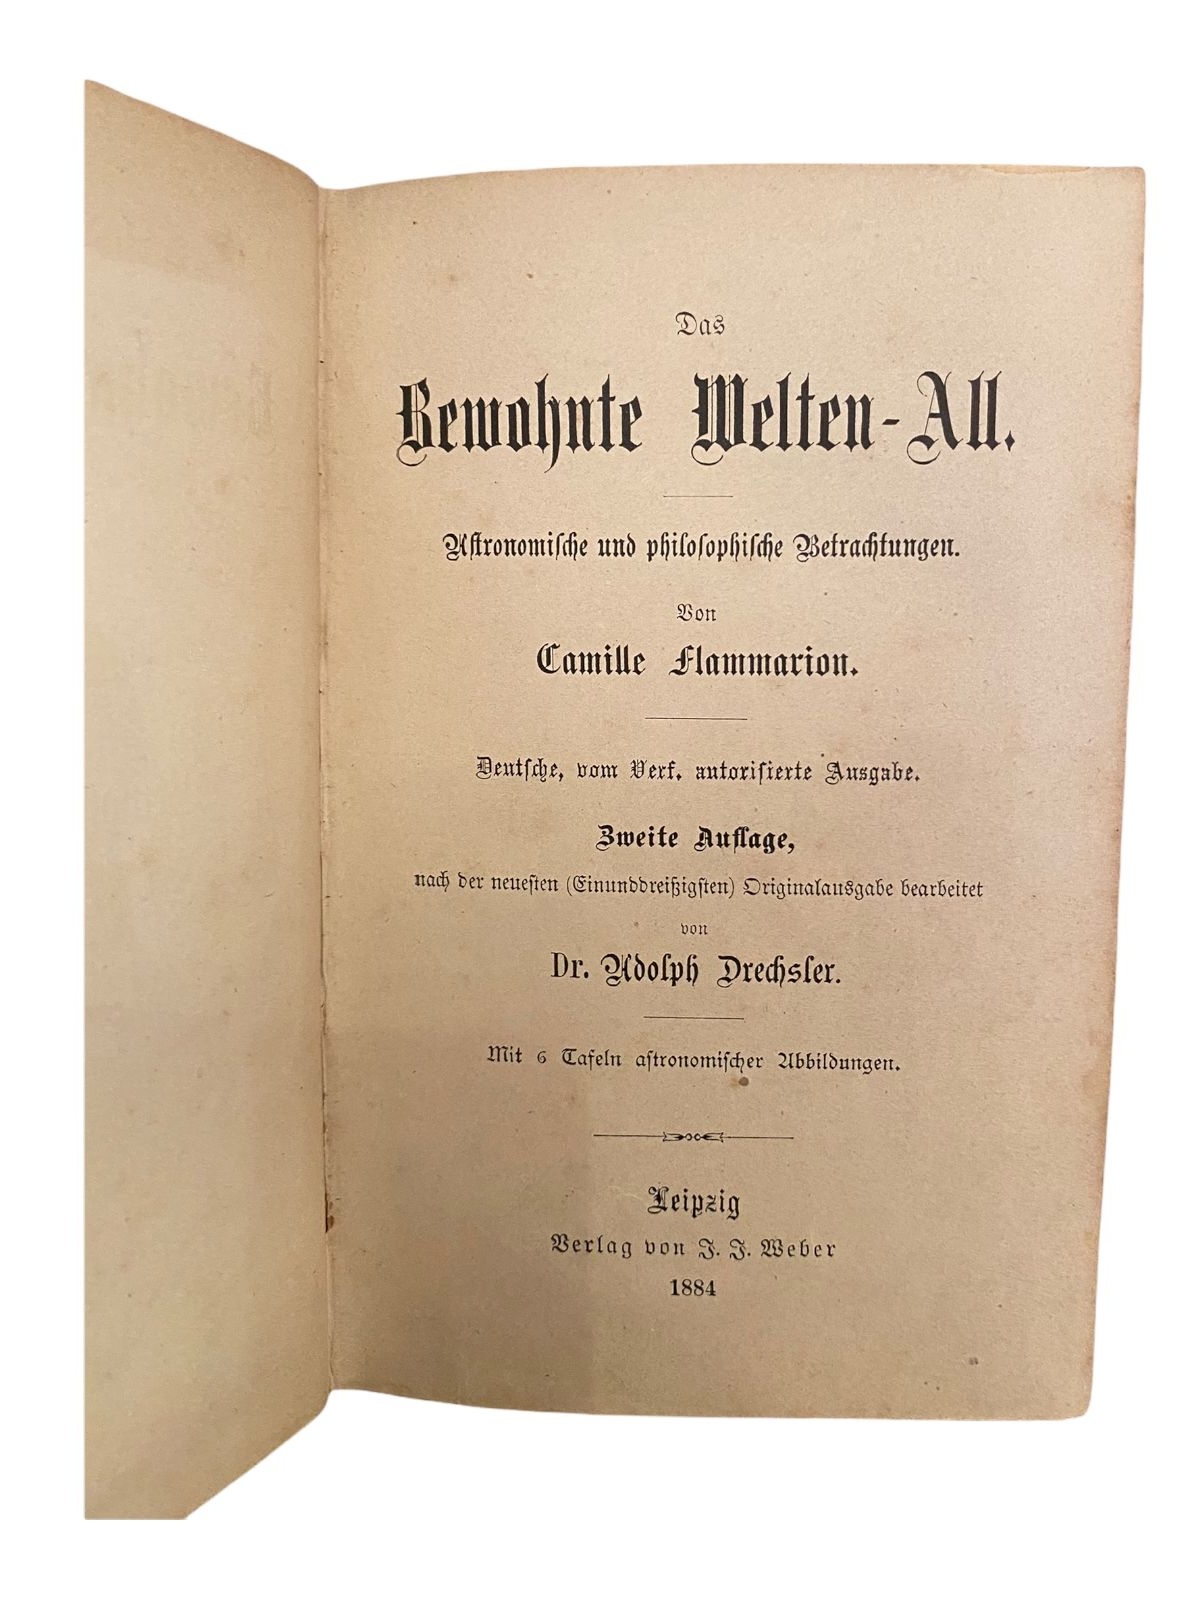 Das
Bewohnte Welten-All.
Astronomische und philosophische Betrachtungen.
Von
Camille Flammarion.
Deutsche, vom Verf. autorisierte Ausgabe.
Zweite Auflage,
nach der neuesten (Einunddreißigsten) Originalausgabe bearbeitet
von
Dr. Adolph Drechsler.
Mit 6 Tafeln astronomischer Abbildungen.
Leipzig
Verlag von J. J. Weber
1884